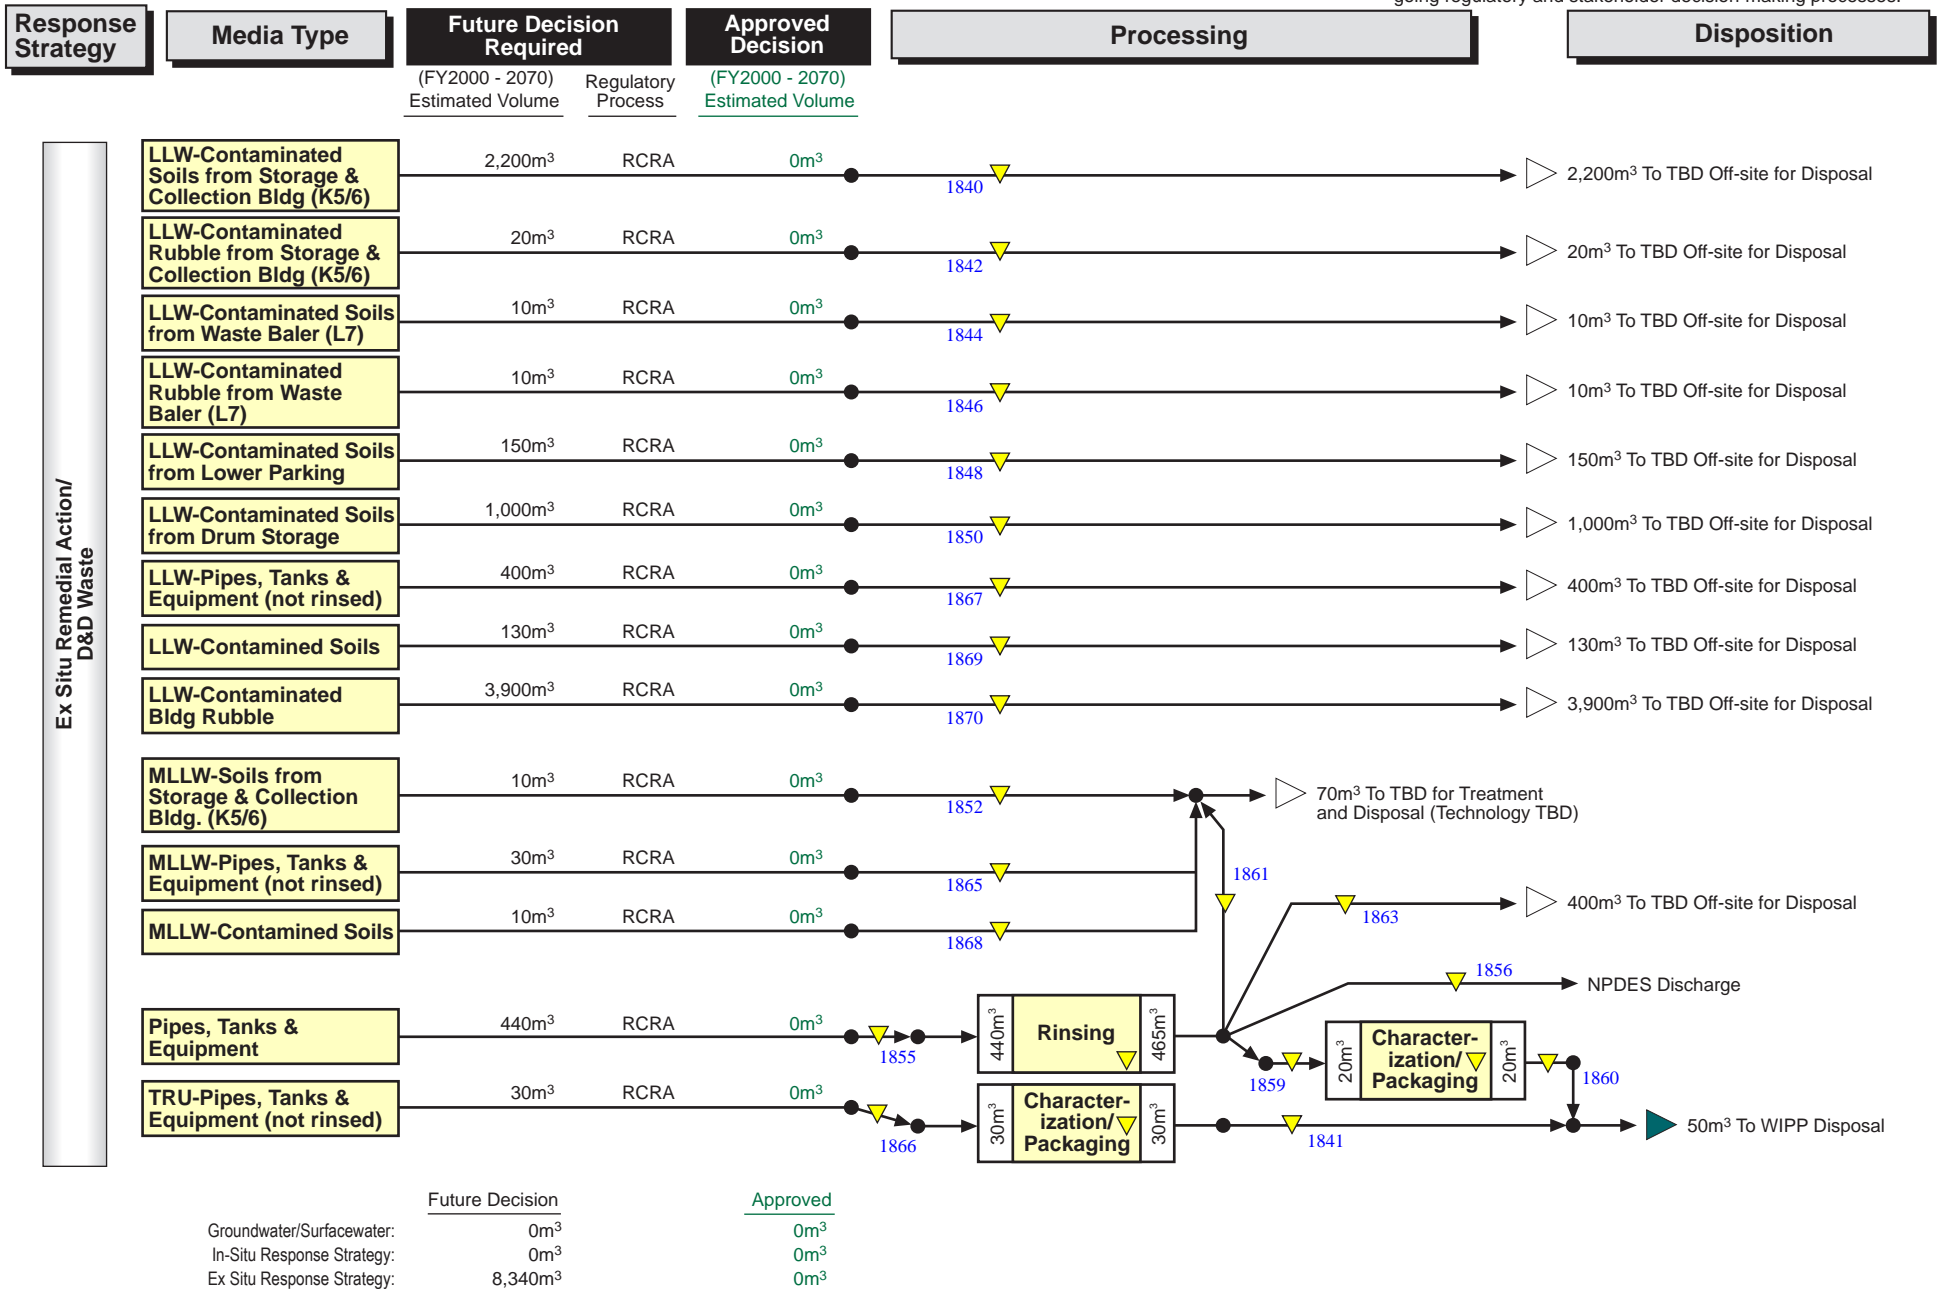 going regulatory and stakeholder decision-making processes.
Response
Strategy
Media Type
Future Decision
Required
Approved
Decision
Processing
Disposition
(FY2000 - 2070)
Estimated Volume
Regulatory
Process
(FY2000 - 2070)
Estimated Volume
Ex Situ Remedial Action/
D&D Waste
LLW-Contaminated
Soils from Storage &
Collection Bldg (K5/6)
2,200m³ RCRA 0m³
1840
2,200m³ To TBD Off-site for Disposal
LLW-Contaminated
Rubble from Storage &
Collection Bldg (K5/6)
20m³ RCRA 0m³
1842
20m³ To TBD Off-site for Disposal
LLW-Contaminated Soils
from Waste Baler (L7)
10m³ RCRA 0m³
1844
10m³ To TBD Off-site for Disposal
LLW-Contaminated
Rubble from Waste
Baler (L7)
10m³ RCRA 0m³
1846
10m³ To TBD Off-site for Disposal
LLW-Contaminated Soils
from Lower Parking
150m³ RCRA 0m³
1848
150m³ To TBD Off-site for Disposal
LLW-Contaminated Soils
from Drum Storage
1,000m³ RCRA 0m³
1850
1,000m³ To TBD Off-site for Disposal
LLW-Pipes, Tanks &
Equipment (not rinsed)
400m³ RCRA 0m³
1867
400m³ To TBD Off-site for Disposal
LLW-Contamined Soils
130m³ RCRA 0m³
1869
130m³ To TBD Off-site for Disposal
LLW-Contaminated
Bldg Rubble
3,900m³ RCRA 0m³
1870
3,900m³ To TBD Off-site for Disposal
MLLW-Soils from
Storage & Collection
Bldg. (K5/6)
10m³ RCRA 0m³
1852
70m³ To TBD for Treatment
and Disposal (Technology TBD)
MLLW-Pipes, Tanks &
Equipment (not rinsed)
30m³ RCRA 0m³
1865
1861
MLLW-Contamined Soils
10m³ RCRA 0m³
1868
1863
400m³ To TBD Off-site for Disposal
1856
NPDES Discharge
Pipes, Tanks &
Equipment
440m³ RCRA 0m³
1855
440m³
Rinsing
465m³
1859
20m³
Character-
ization/
Packaging
20m³
1860
TRU-Pipes, Tanks &
Equipment (not rinsed)
30m³ RCRA 0m³
1866
30m³
Character-
ization/
Packaging
30m³
1841
50m³ To WIPP Disposal
Future Decision Approved
Groundwater/Surfacewater: 0m³ 0m³
In-Situ Response Strategy: 0m³ 0m³
Ex Situ Response Strategy: 8,340m³ 0m³